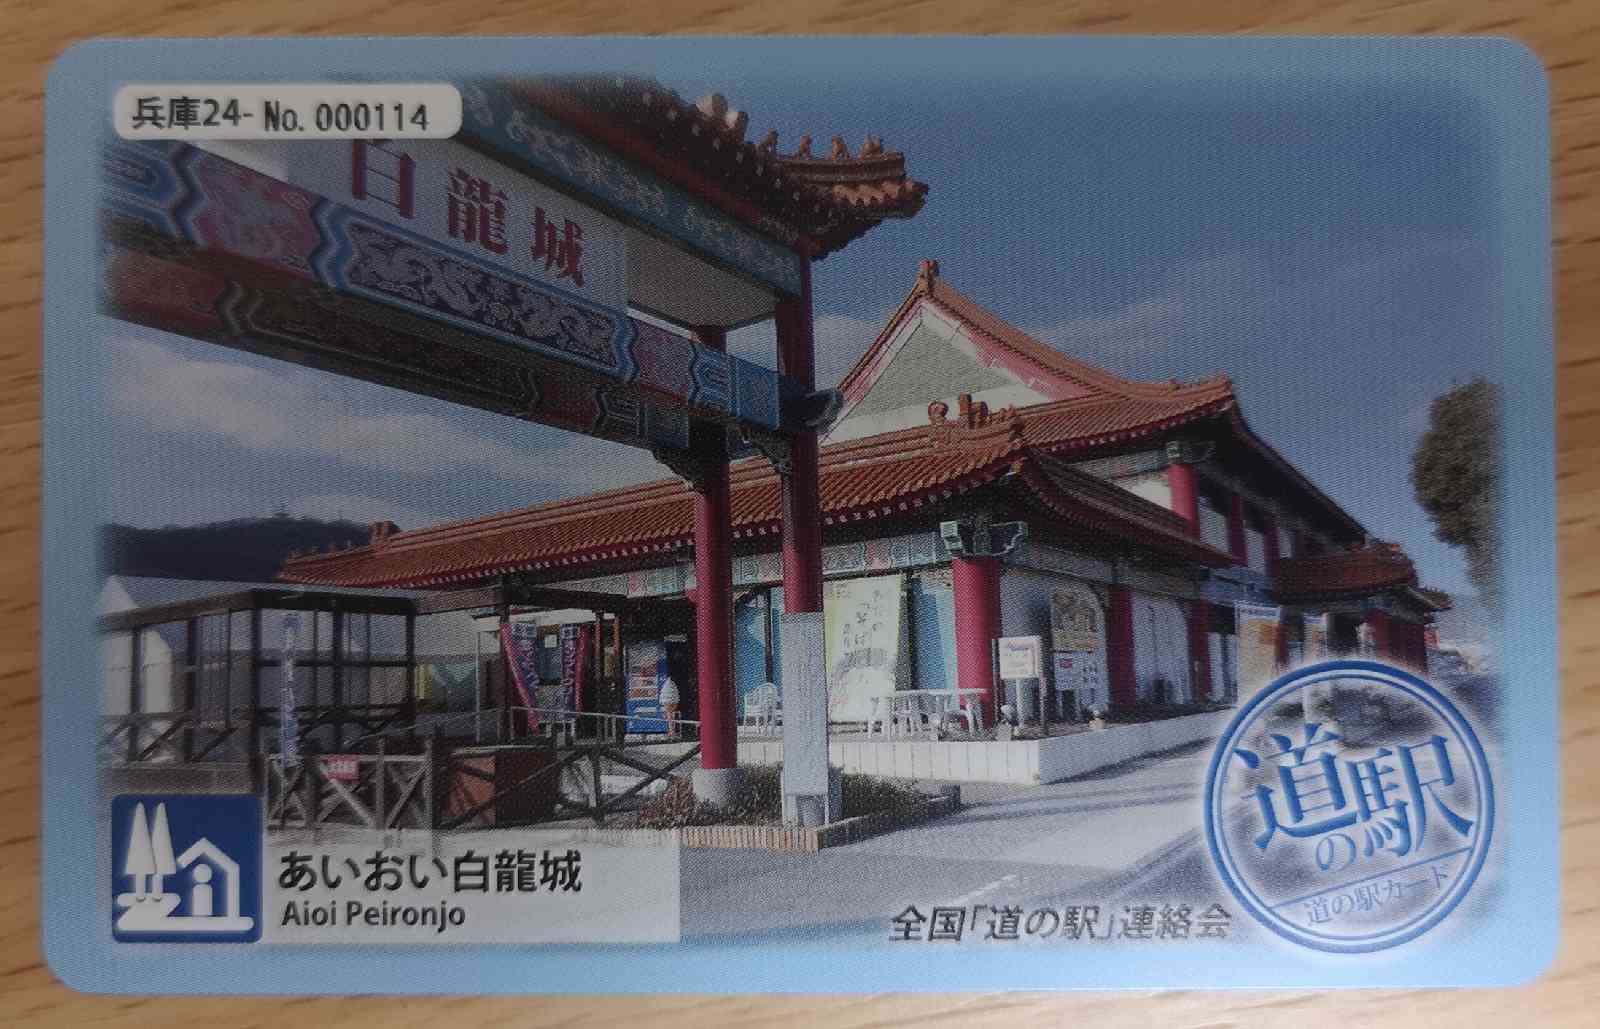 兵庫24- No. 000114
白龍城
あいおい白龍城
Aioi Peironjo
全国「道の駅」連絡会
道の駅
道の駅カード